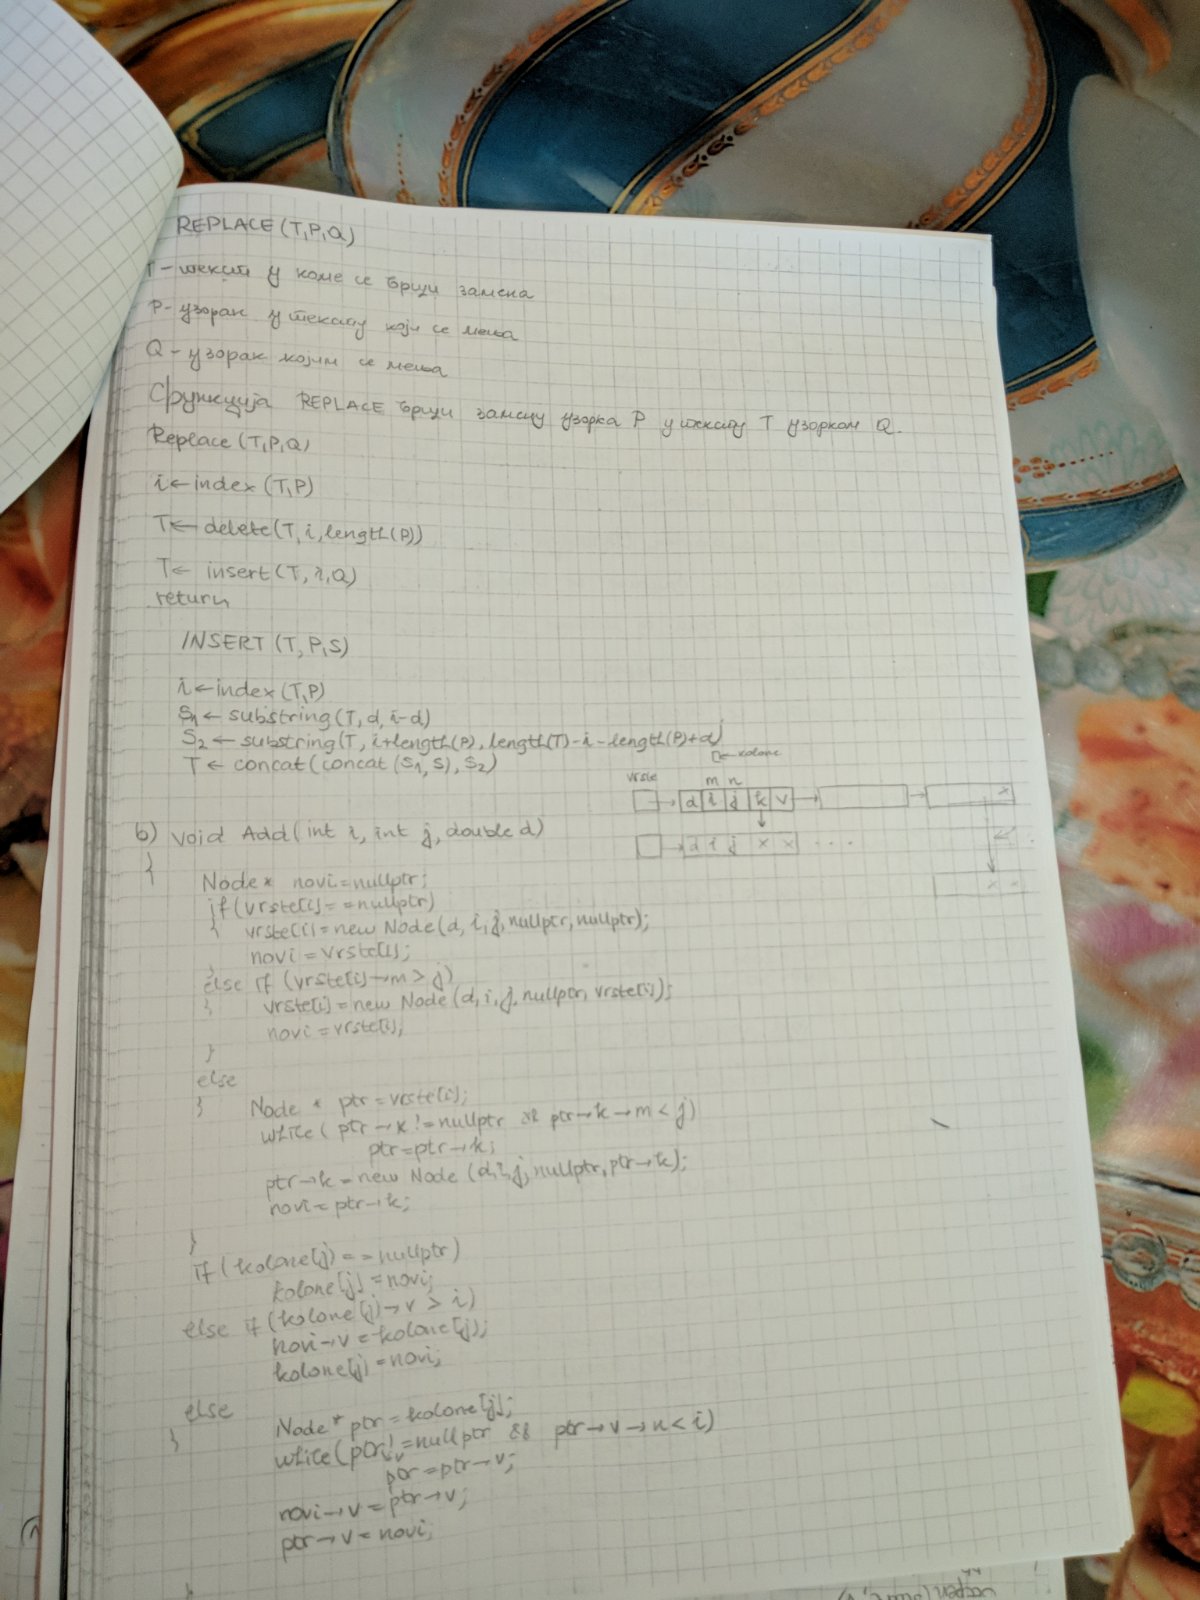 REPLACE(T,P,Q)
T - текст у коме се врши замена
P - узорак у тексту који се мења
Q - узорак којим се мења
Функција REPLACE врши замену узорка P у тексту T узорком Q.
Replace (T,P,Q)
i ← index (T,P)
T ← delete(T, i, length(P))
T ← insert(T, i, Q)
return
INSERT (T, P, S)
i ← index (T,P)
S1 ← substring (T, d, i-d)
S2 ← substring (T, i+length(P), length(T)-i-length(P)+d)
T ← concat(concat (S1, S), S2)
← kolone
vrste m n
d i j k v x
d i j x x ...
x x
б) void Add(int i, int j, double d)
{
Node* novi=nullptr;
if(vrste[i]==nullptr)
{ vrste[i]=new Node(d, i, j, nullptr, nullptr);
novi = vrste[i];
}
else if (vrste[i]→m > j)
{ vrste[i] = new Node (d, i, j, nullptr, vrste[i]);
novi = vrste[i];
}
else
{ Node * ptr = vrste[i];
while( ptr → k != nullptr && ptr → k → m < j)
ptr=ptr → k;
ptr → k = new Node (d, i, j, nullptr, ptr → k);
novi = ptr → k;
}
if (kolone[j] == nullptr)
kolone[j] = novi;
else if (kolone[j] → v > i)
novi → v = kolone[j];
kolone[j] = novi;
else
{ Node* ptr = kolone[j];
while(ptr→v != nullptr && ptr → v → n < i)
ptr = ptr → v;
novi → v = ptr → v;
ptr → v = novi;
}